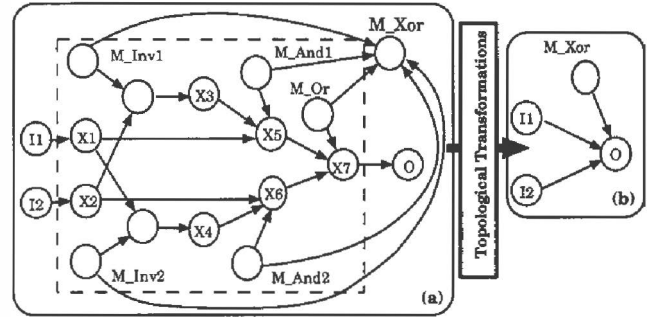 M_Xor
M_Inv1
M_And1
M_Or
X3
I1
X1
X5
X7
O
I2
X2
X6
X4
M_Inv2
M_And2
(a)
Topological Transformations
M_Xor
I1
O
I2
(b)